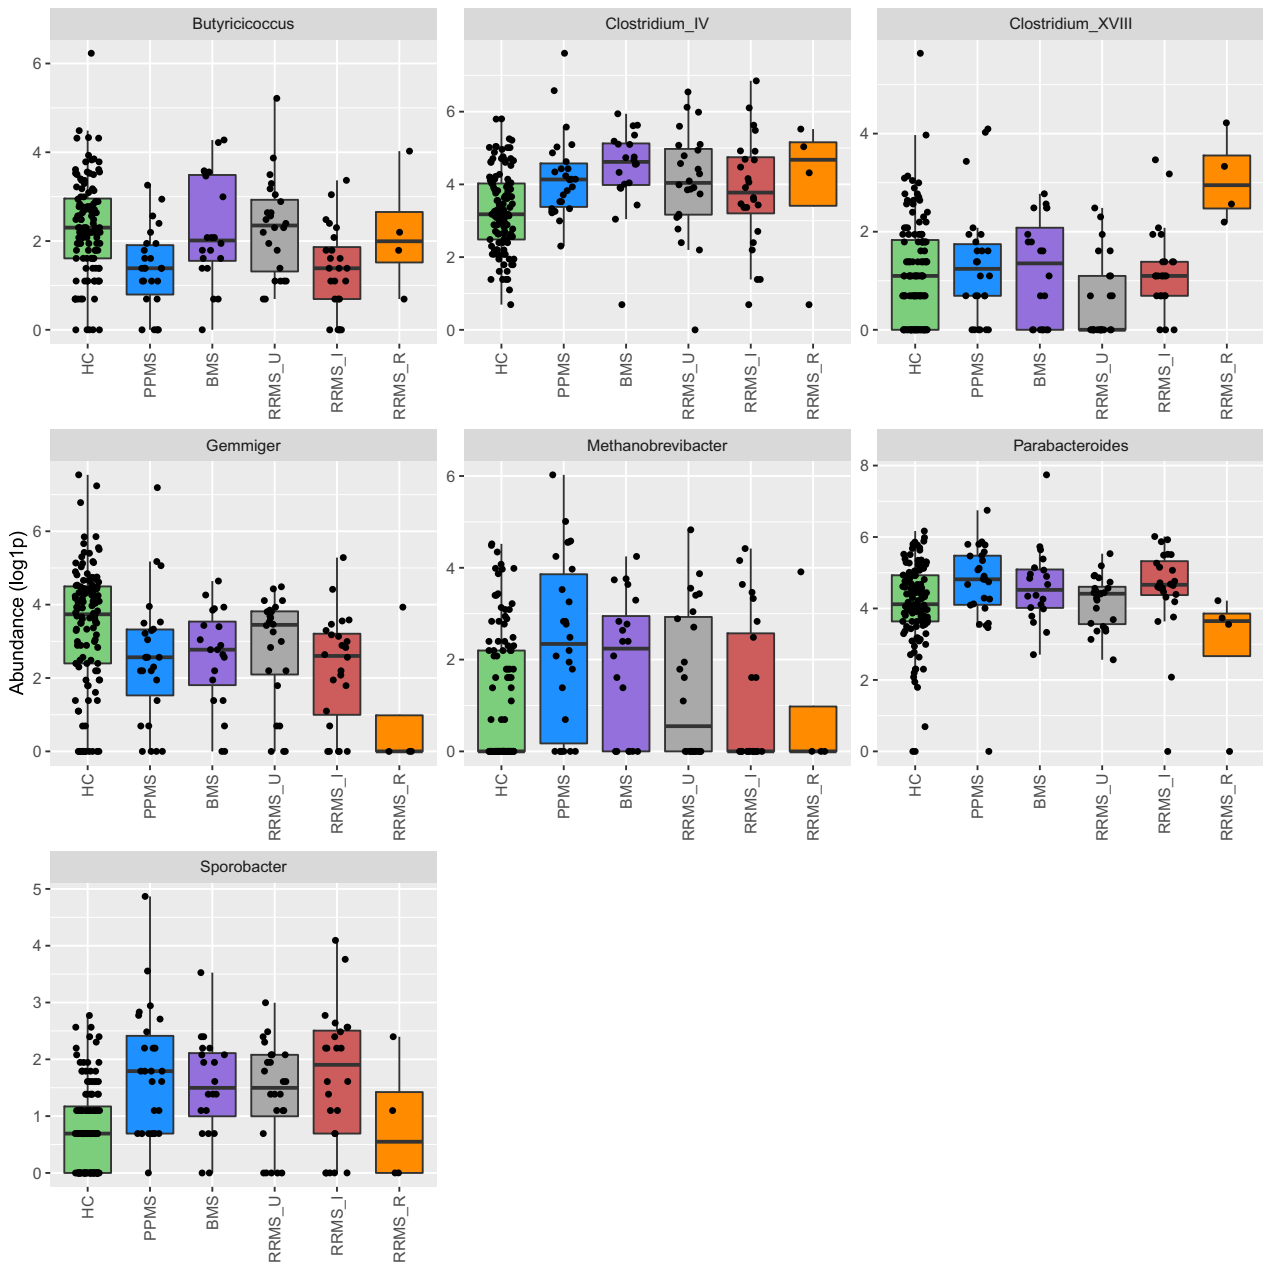 Butyricicoccus
Clostridium_IV
Clostridium_XVIII
6
4
2
0
6
4
2
0
4
2
0
HC
PPMS
BMS
RRMS_U
RRMS_I
RRMS_R
HC
PPMS
BMS
RRMS_U
RRMS_I
RRMS_R
HC
PPMS
BMS
RRMS_U
RRMS_I
RRMS_R
Abundance (log1p)
Gemmiger
Methanobrevibacter
Parabacteroides
6
4
2
0
6
4
2
0
8
6
4
2
0
HC
PPMS
BMS
RRMS_U
RRMS_I
RRMS_R
HC
PPMS
BMS
RRMS_U
RRMS_I
RRMS_R
HC
PPMS
BMS
RRMS_U
RRMS_I
RRMS_R
Sporobacter
5
4
3
2
1
0
HC
PPMS
BMS
RRMS_U
RRMS_I
RRMS_R